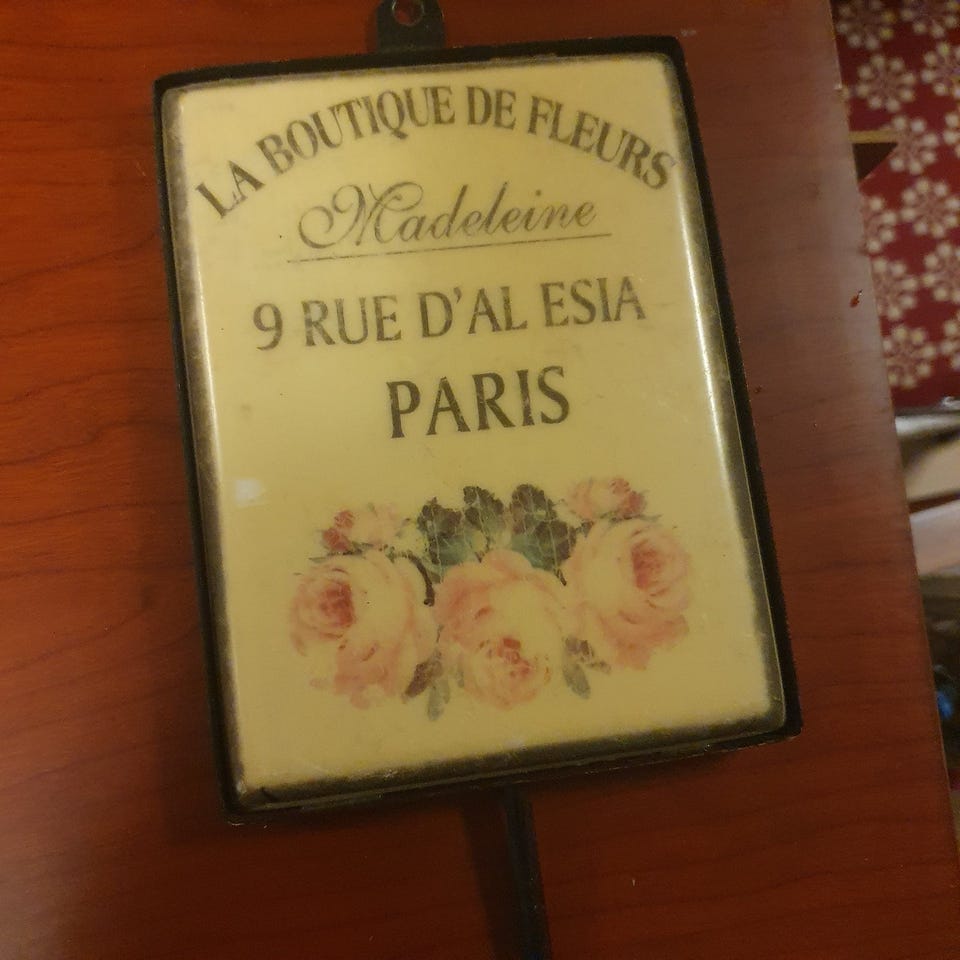 LA BOUTIQUE DE FLEURS
Madeleine
9 RUE D'AL ESIA
PARIS